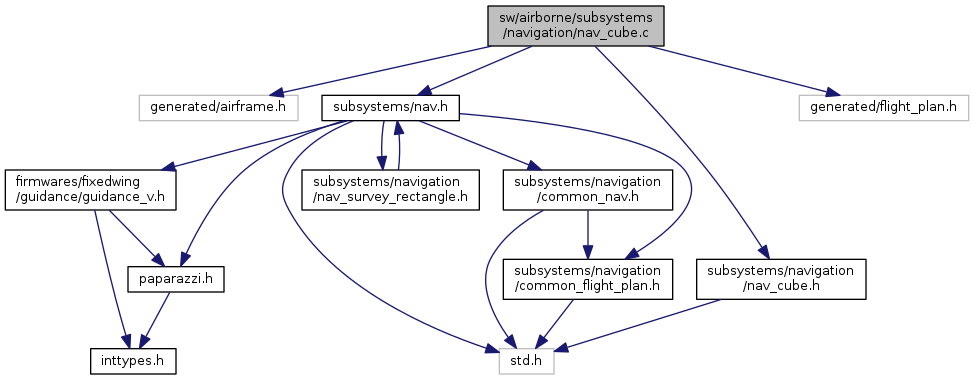 sw/airborne/subsystems
/navigation/nav_cube.c
generated/airframe.h
subsystems/nav.h
generated/flight_plan.h
firmwares/fixedwing
/guidance/guidance_v.h
subsystems/navigation
/nav_survey_rectangle.h
subsystems/navigation
/common_nav.h
paparazzi.h
subsystems/navigation
/common_flight_plan.h
subsystems/navigation
/nav_cube.h
inttypes.h
std.h